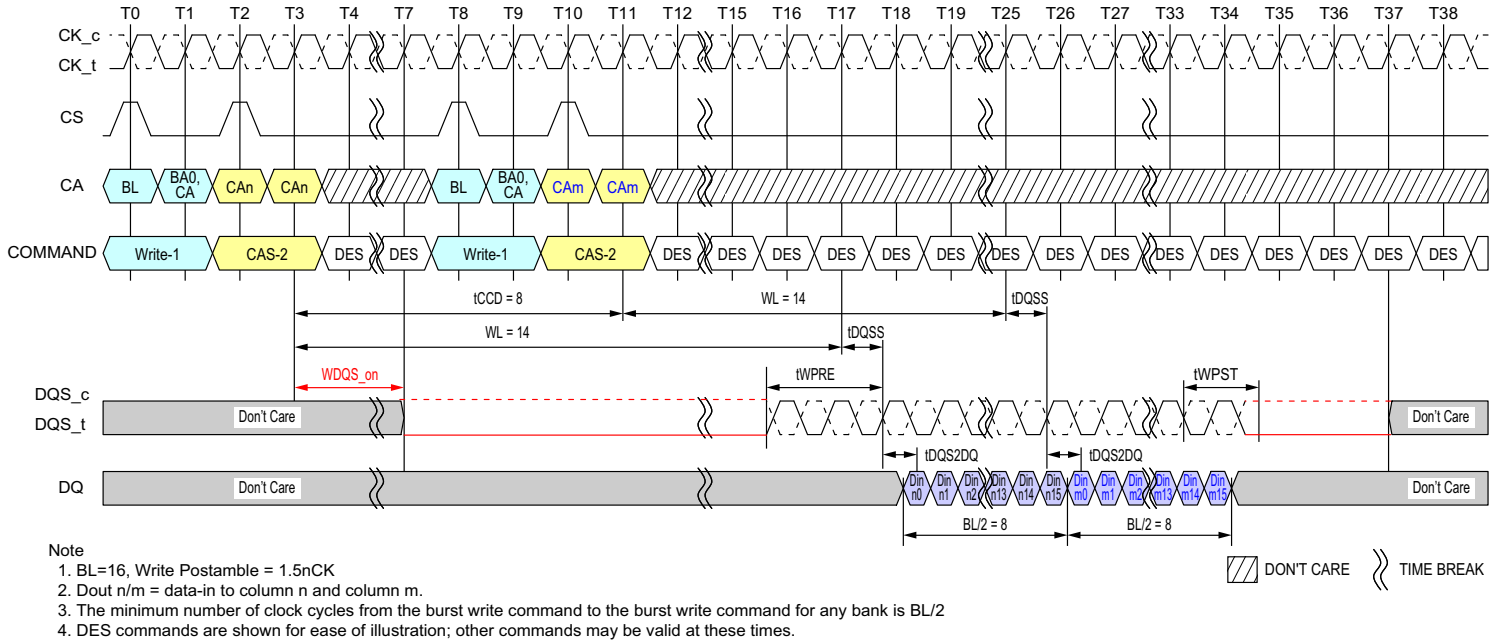 T0 T1 T2 T3 T4 T7 T8 T9 T10 T11 T12 T15 T16 T17 T18 T19 T25 T26 T27 T33 T34 T35 T36 T37 T38
CK_c
CK_t
CS
CA
BL BA0, CA CAn CAn BL BA0, CA CAm CAm
COMMAND Write-1 CAS-2 DES DES Write-1 CAS-2 DES DES DES DES DES DES DES DES DES DES DES DES DES DES DES
tCCD = 8 WL = 14 tDQSS
WL = 14 tDQSS
WDQS_on tWPRE tWPST
DQS_c
DQS_t
Don't Care Don't Care
tDQS2DQ tDQS2DQ
DQ Don't Care Din n0 Din n1 Din n2 Din n13 Din n14 Din n15 Din m0 Din m1 Din m2 Din m13 Din m14 Din m15 Don't Care
BL/2 = 8 BL/2 = 8
Note
1. BL=16, Write Postamble = 1.5nCK
2. Dout n/m = data-in to column n and column m.
3. The minimum number of clock cycles from the burst write command to the burst write command for any bank is BL/2
4. DES commands are shown for ease of illustration; other commands may be valid at these times.
DON'T CARE TIME BREAK